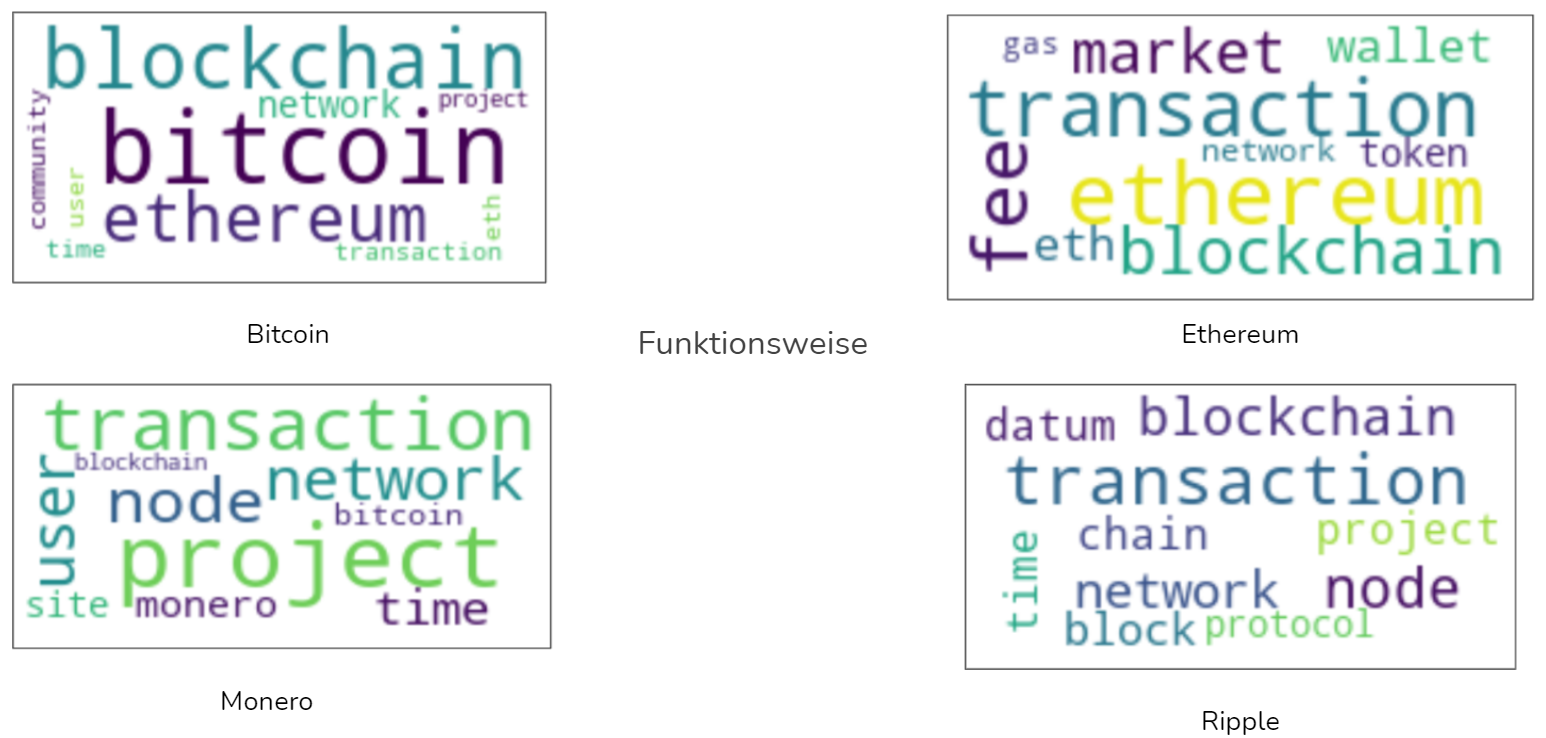 blockchain
network
project
community
bitcoin
user
ethereum
eth
time
transaction
Bitcoin
gas
market
wallet
transaction
fee
network
token
ethereum
eth
blockchain
Ethereum
Funktionsweise
transaction
blockchain
user
network
node
bitcoin
project
site
monero
time
Monero
datum
blockchain
transaction
chain
project
time
network
node
block
protocol
Ripple